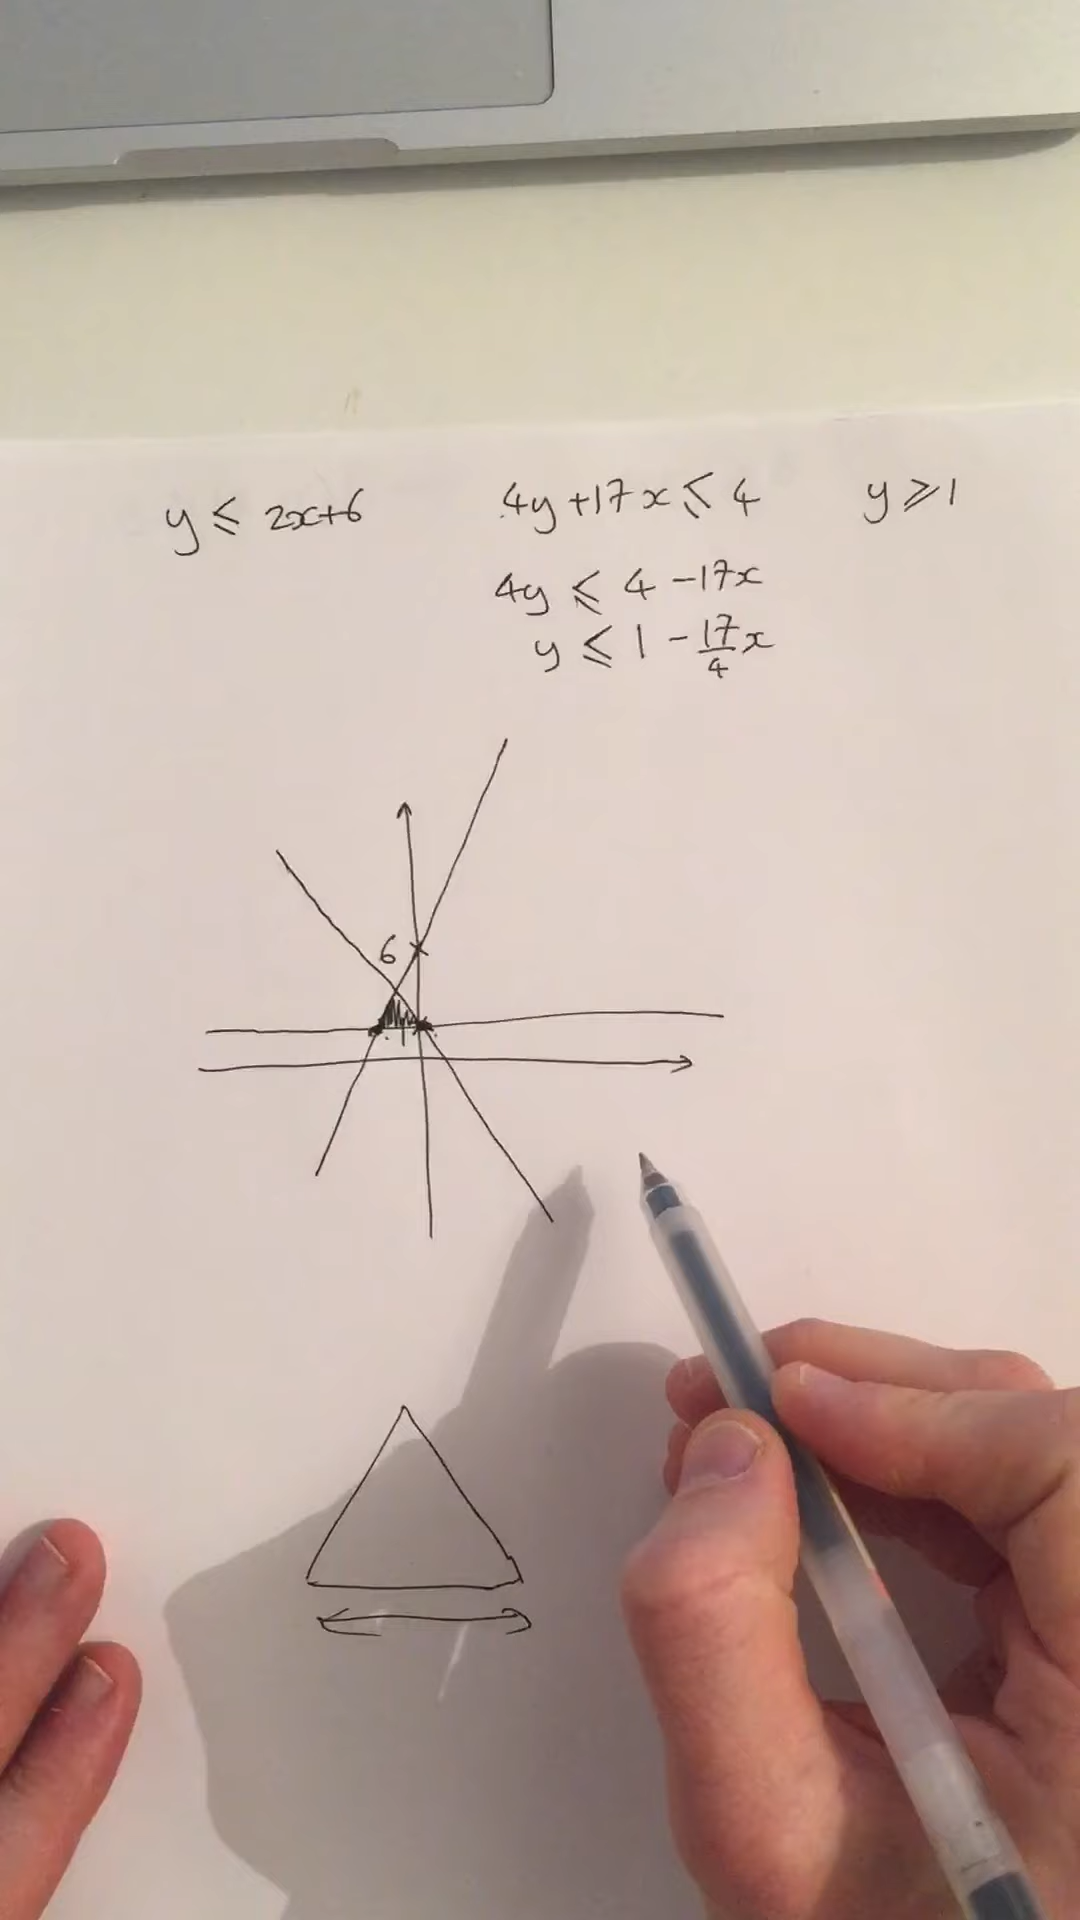 y ⩽ 2x+6 4y+17x ⩽ 4 y ⩾ 1
4y ⩽ 4 -17x
y ⩽ 1 - 17/4 x
6